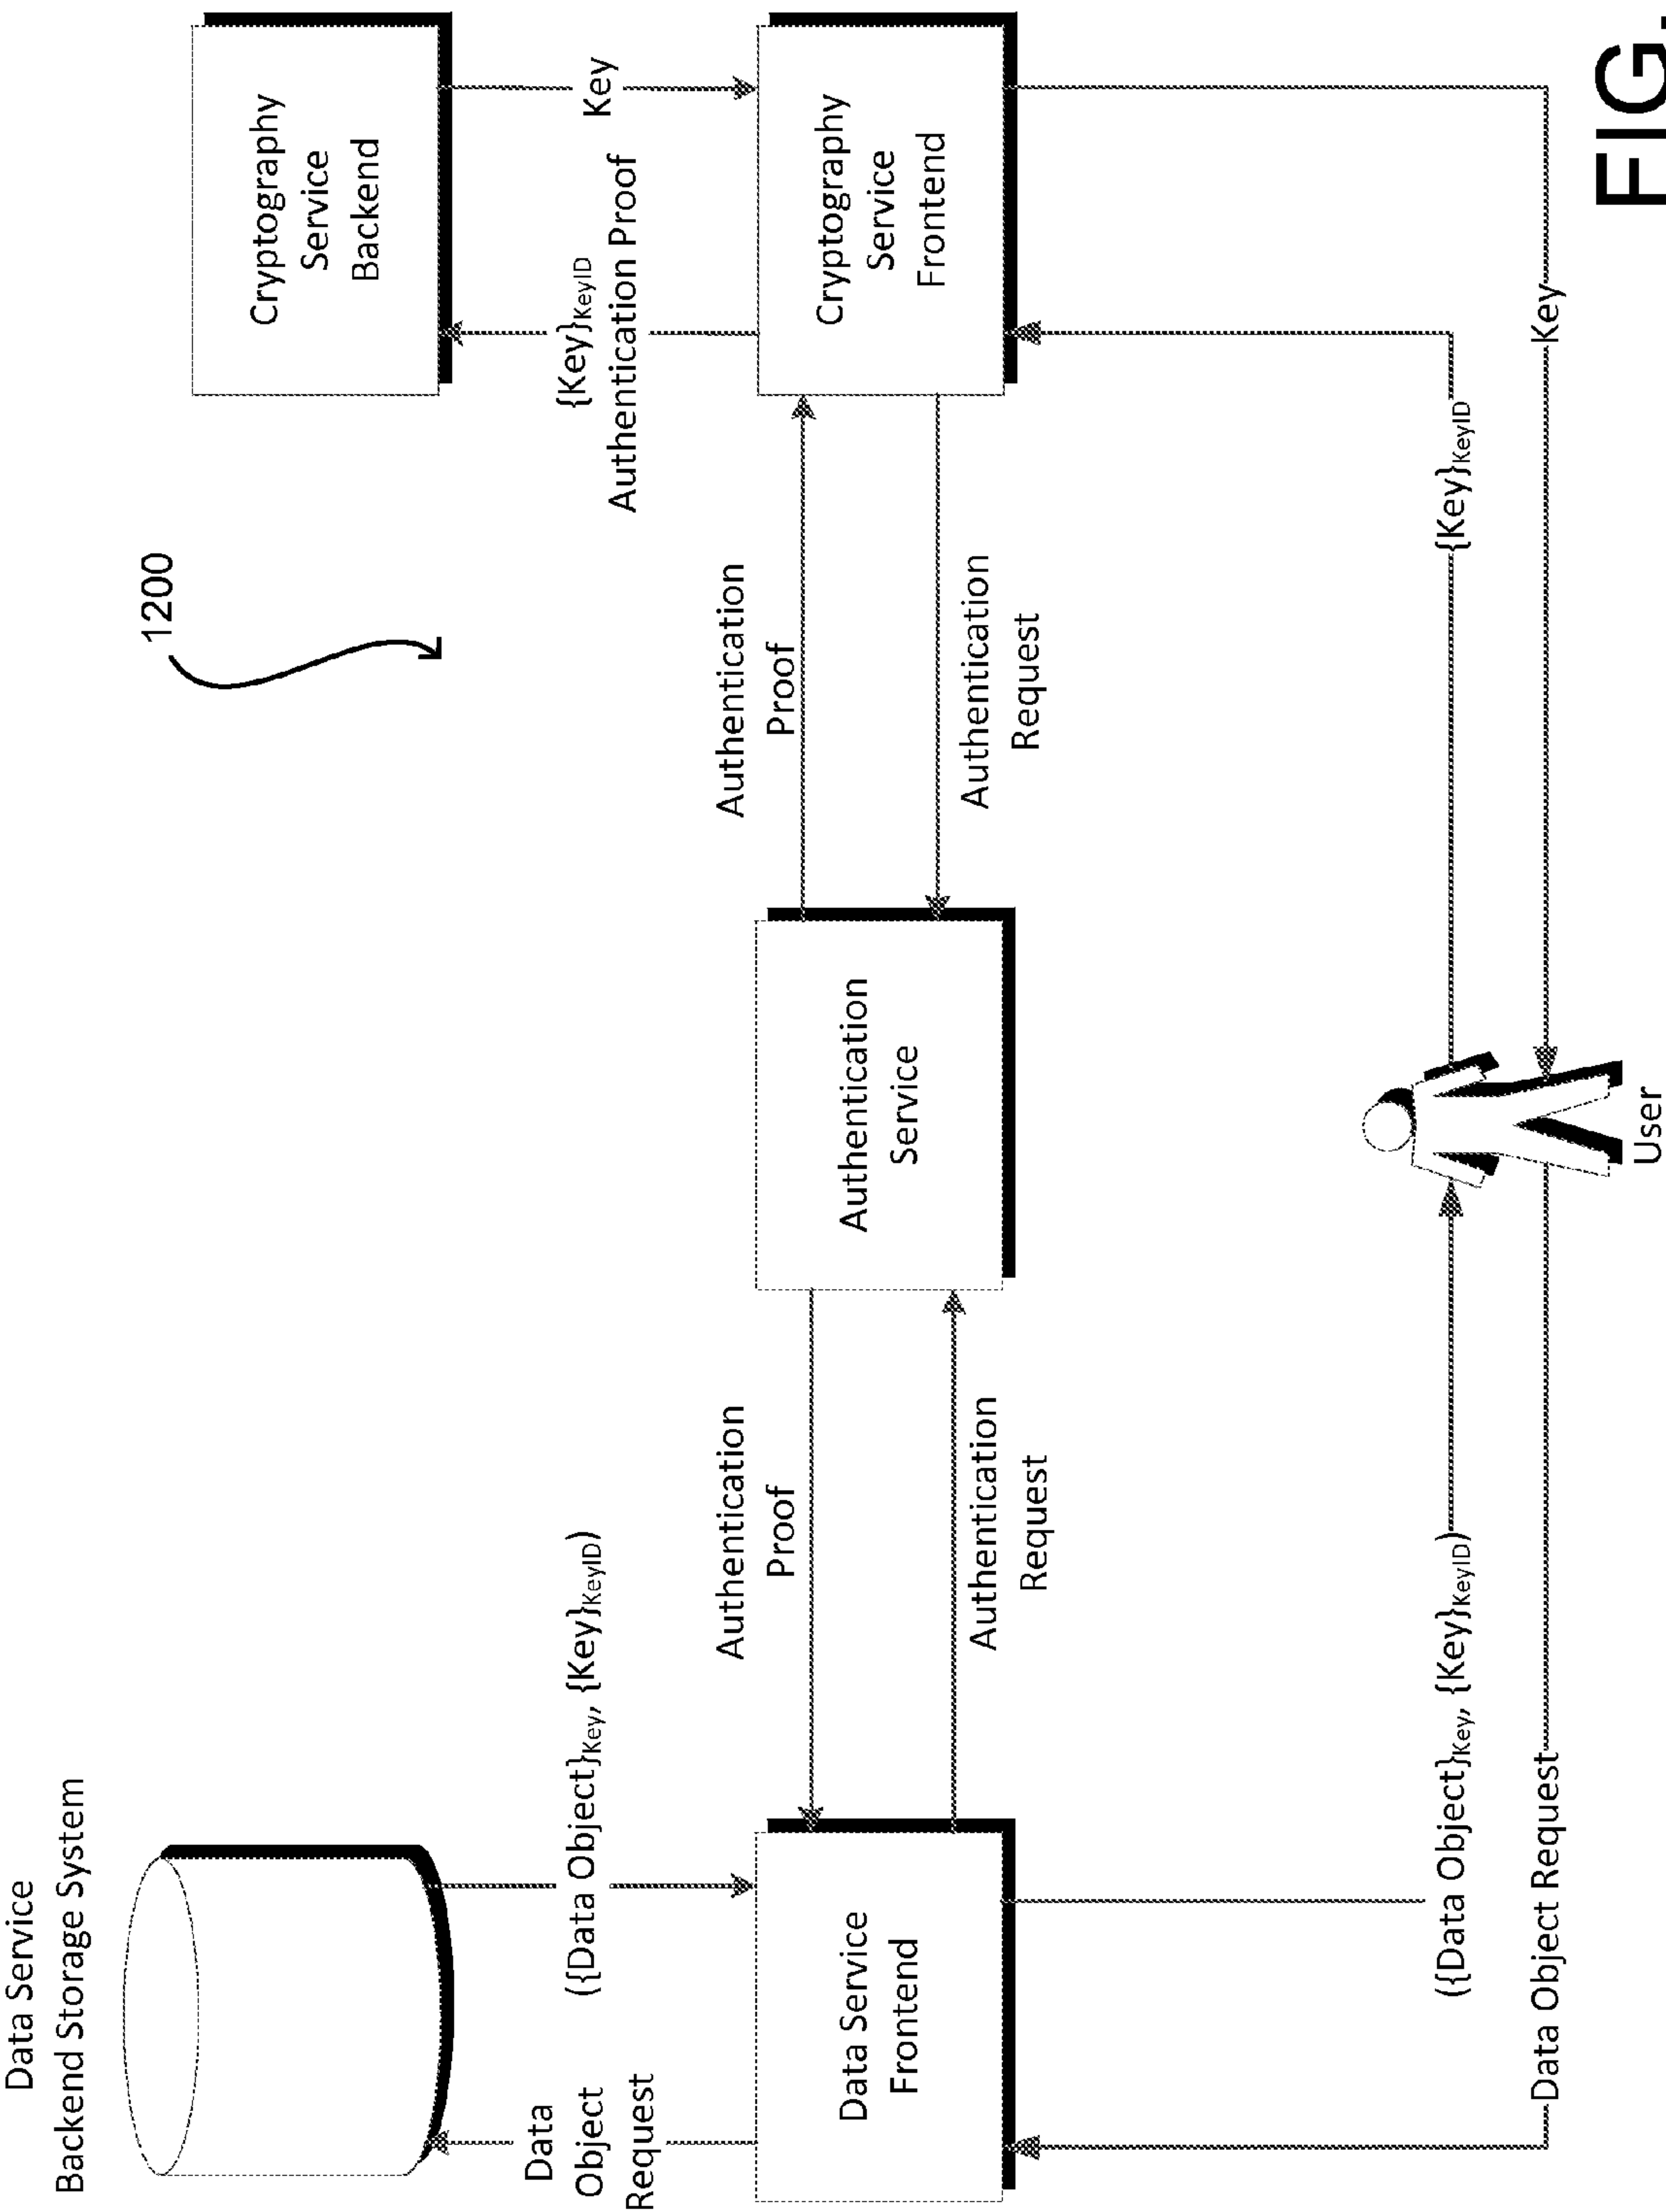 1200
Data Service
Backend Storage System
Data
Object
Request
({Data Object}Key, {Key}KeyID)
Cryptography
Service
Backend
{Key}KeyID
Authentication Proof
Key
Data Service
Frontend
Authentication
Proof
Authentication
Request
Authentication
Service
Authentication
Proof
Authentication
Request
Cryptography
Service
Frontend
({Data Object}Key, {Key}KeyID)
{Key}KeyID
Data Object Request
Key
User
FIG.